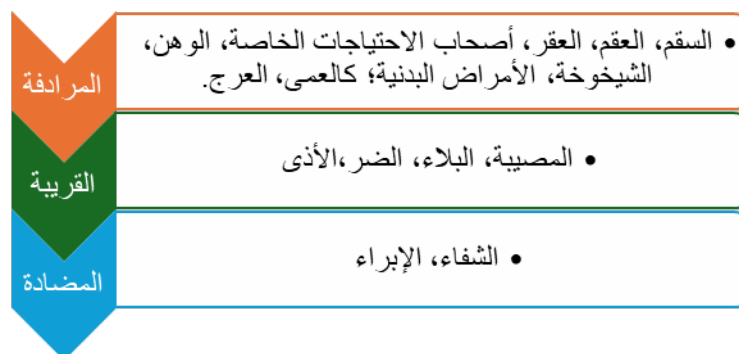 المرادفة
• السقم، العقم، العقر، أصحاب الاحتياجات الخاصة، الوهن،
الشيخوخة، الأمراض البدنية؛ كالعمى، العرج.
القريبة
• المصيبة، البلاء، الضر،الأذى
المضادة
• الشفاء، الإبراء